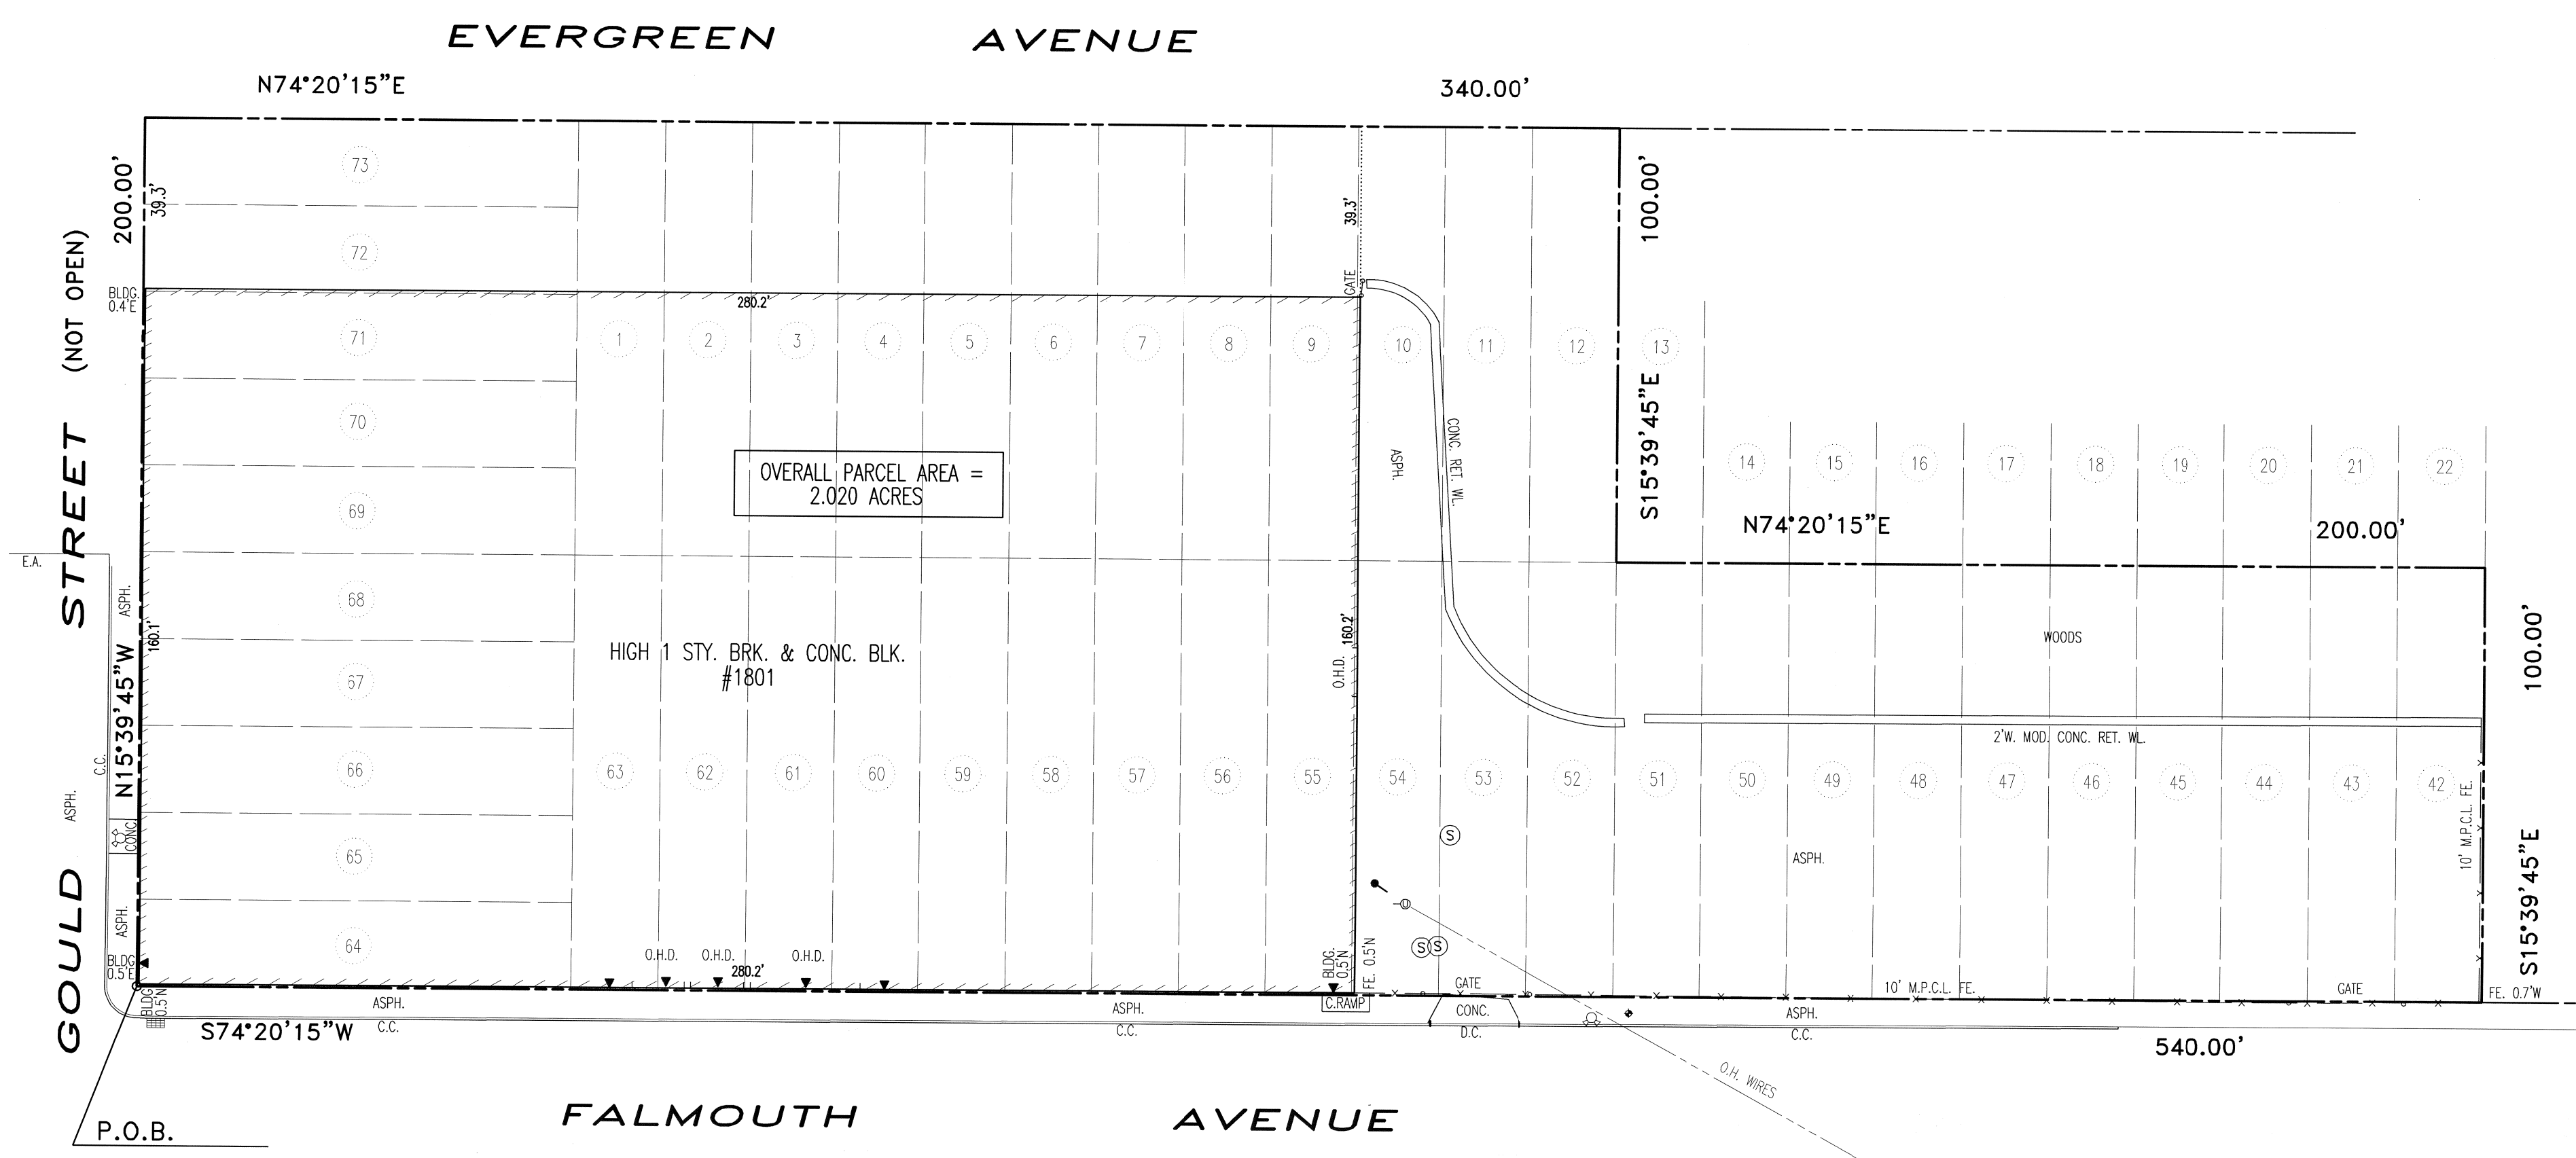 EVERGREEN AVENUE
N74°20'15"E
340.00'
200.00'
39.3'
73
72
39.3'
GATE
100.00'
STREET (NOT OPEN)
BLDG.
0.4'E
280.2'
71
1 2 3 4 5 6 7 8 9 10 11 12 13
70
69
68
67
66
65
64
OVERALL PARCEL AREA =
2.020 ACRES
ASPH.
CONC. RET. WL.
S15°39'45"E
14 15 16 17 18 19 20 21 22
N74°20'15"E
200.00'
E.A.
ASPH.
160.1'
N15°39'45"W
HIGH 1 STY. BRK. & CONC. BLK.
#1801
160.2'
O.H.D.
WOODS
100.00'
2'W. MOD. CONC. RET. WL.
C.C.
ASPH.
63 62 61 60 59 58 57 56 55 54 53 52 51 50 49 48 47 46 45 44 43 42
CONC.
S
ASPH.
10' M.P.C.L. FE.
S15°39'45"E
GOULD
ASPH.
BLDG
0.5'E
U
S S
O.H.D. O.H.D. O.H.D.
280.2'
BLDG.
0.5'N
FE. 0.5'N
GATE
10' M.P.C.L. FE.
GATE
FE. 0.7'W
BLDG
0.5'N
ASPH.
ASPH.
C.RAMP
CONC.
ASPH.
S74°20'15"W
C.C.
C.C.
D.C.
C.C.
540.00'
O.H. WIRES
FALMOUTH AVENUE
P.O.B.